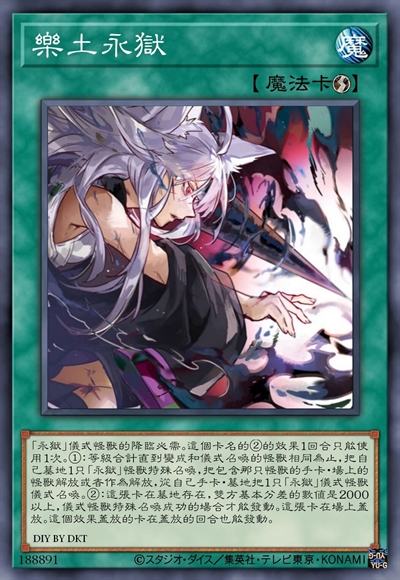 樂土永獄
魔
【魔法卡】
「永獄」儀式怪獸的降臨必需。這個卡名的②的效果1回合只能使
用1次。①:等級合計直到變成和儀式召喚的怪獸相同為止,把自
己墓地1只「永獄」怪獸特殊召喚,把包含那只怪獸的手卡·場上的
怪獸解放或者作為解放,從自己手卡·墓地把1只「永獄」儀式怪獸
儀式召喚。②:這張卡在墓地存在,雙方基本分差的數值是2000
以上,儀式怪獸特殊召喚成功的場合才能發動。這張卡在場上蓋
放。這個效果蓋放的卡在蓋放的回合也能發動。
DIY BY DKT
188891
©スタジオ・ダイス／集英社・テレビ東京・KONAMI
YU-G